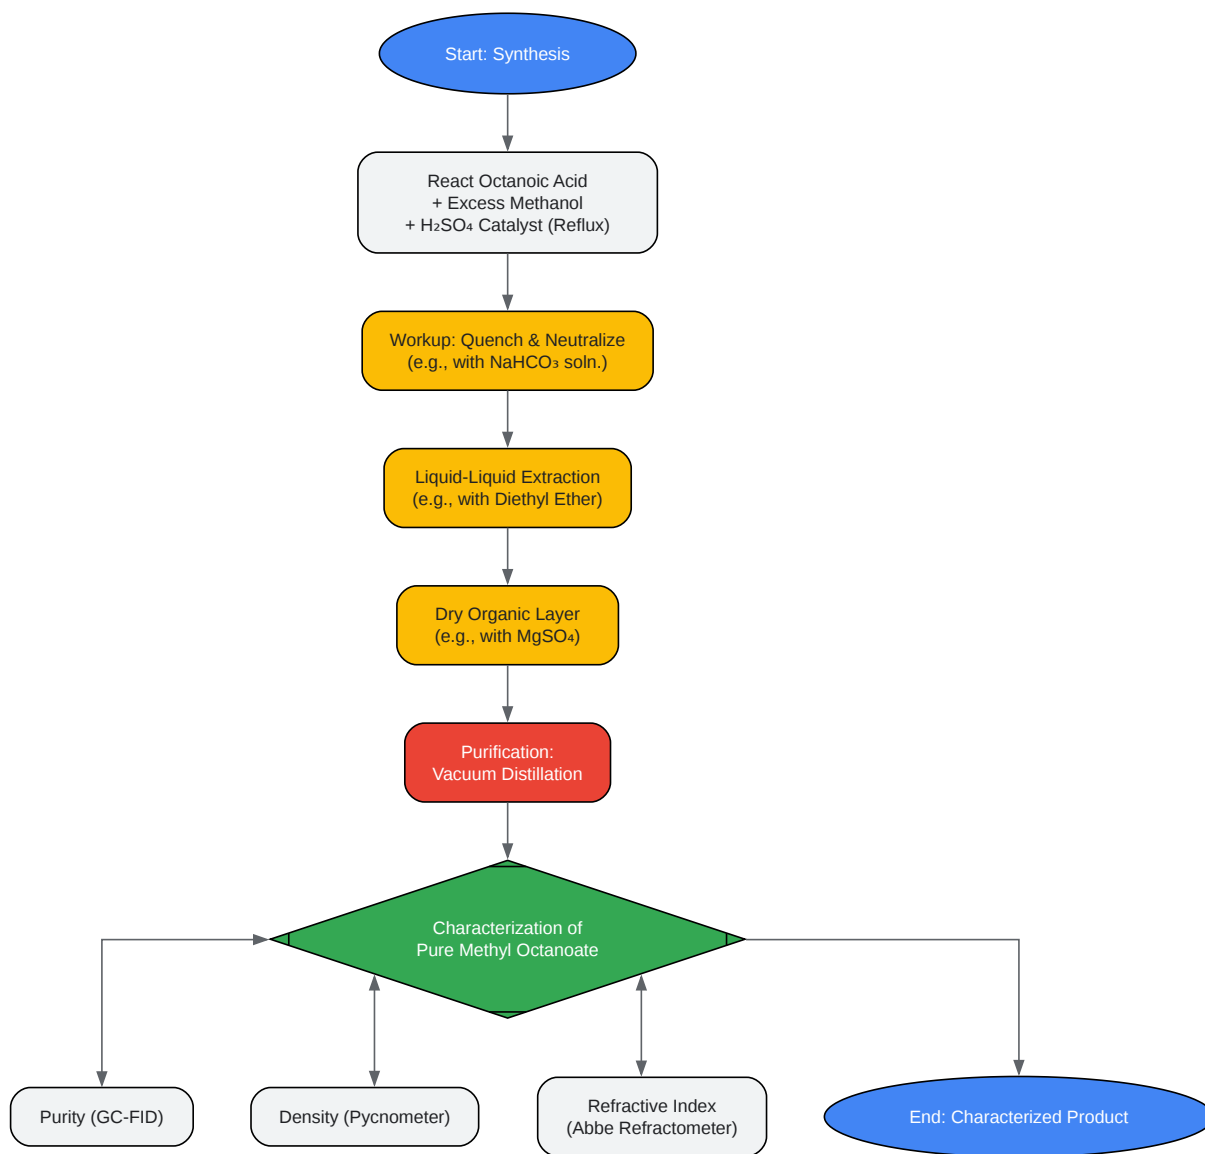 Start: Synthesis
React Octanoic Acid
+ Excess Methanol
+ H₂SO₄ Catalyst (Reflux)
Workup: Quench & Neutralize
(e.g., with NaHCO₃ soln.)
Liquid-Liquid Extraction
(e.g., with Diethyl Ether)
Dry Organic Layer
(e.g., with MgSO₄)
Purification:
Vacuum Distillation
Characterization of
Pure Methyl Octanoate
Purity (GC-FID)
Density (Pycnometer)
Refractive Index
(Abbe Refractometer)
End: Characterized Product